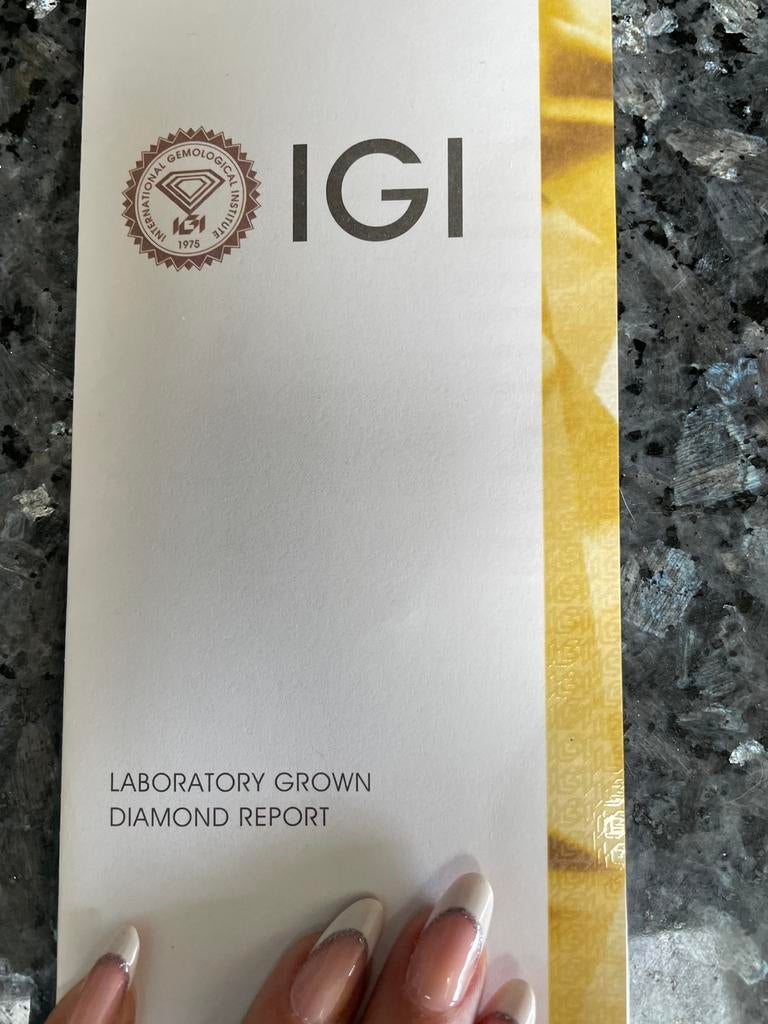 INTERNATIONAL GEMOLOGICAL INSTITUTE
IGI
1975
IGI
LABORATORY GROWN
DIAMOND REPORT